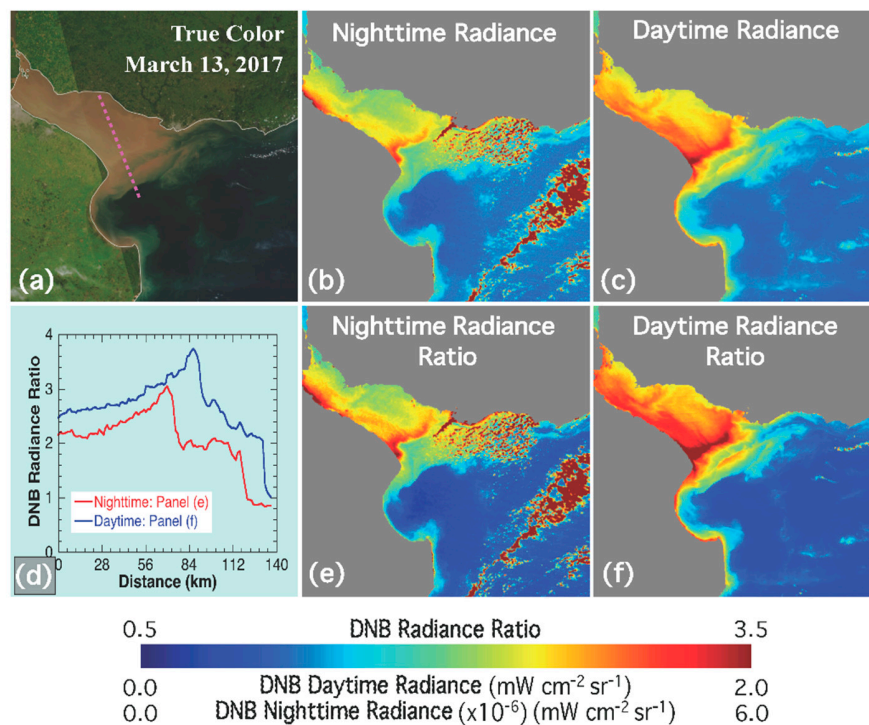 True Color
March 13, 2017
(a)
Nighttime Radiance
(b)
Daytime Radiance
(c)
4
3
2
1
0
DNB Radiance Ratio
Nighttime: Panel (e)
Daytime: Panel (f)
0 28 56 84 112 140
Distance (km)
(d)
Nighttime Radiance
Ratio
(e)
Daytime Radiance
Ratio
(f)
0.5 DNB Radiance Ratio 3.5
0.0 DNB Daytime Radiance (mW cm⁻² sr⁻¹) 2.0
0.0 DNB Nighttime Radiance (x10⁻⁶) (mW cm⁻² sr⁻¹) 6.0